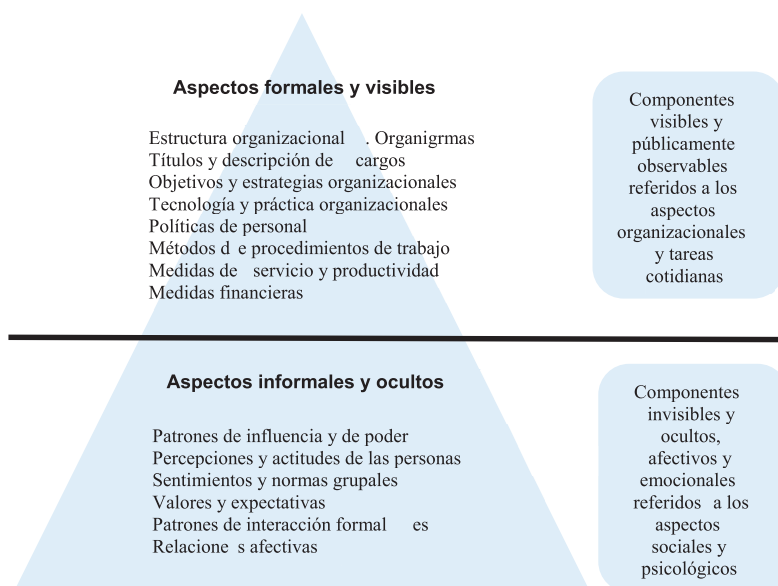 Aspectos formales y visibles
Estructura organizacional . Organigrmas
Títulos y descripción de cargos
Objetivos y estrategias organizacionales
Tecnología y práctica organizacionales
Políticas de personal
Métodos d e procedimientos de trabajo
Medidas de servicio y productividad
Medidas financieras
Componentes
visibles y
públicamente
observables
referidos a los
aspectos
organizacionales
y tareas
cotidianas
Aspectos informales y ocultos
Patrones de influencia y de poder
Percepciones y actitudes de las personas
Sentimientos y normas grupales
Valores y expectativas
Patrones de interacción formal es
Relacione s afectivas
Componentes
invisibles y
ocultos,
afectivos y
emocionales
referidos a los
aspectos
sociales y
psicológicos